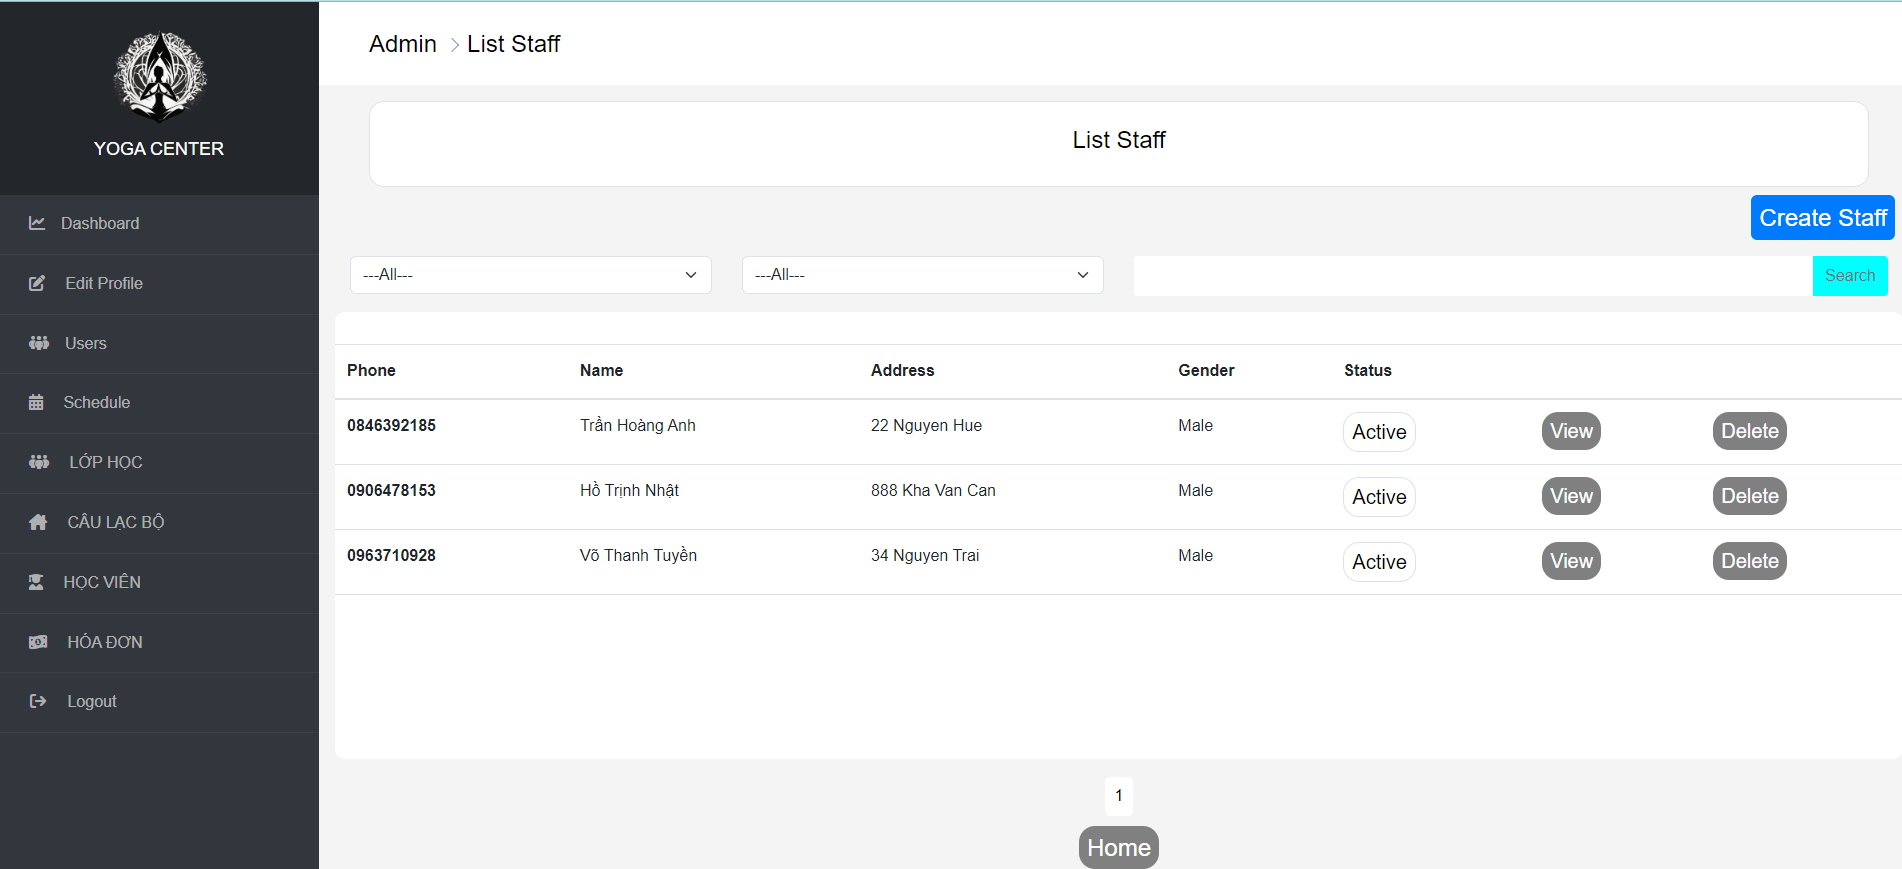 YOGA CENTER
Dashboard
Edit Profile
Users
Schedule
LỚP HỌC
CÂU LẠC BỘ
HỌC VIÊN
HÓA ĐƠN
Logout
Admin > List Staff
List Staff
Create Staff
---All--- ---All--- Search
Phone Name Address Gender Status
0846392185 Trần Hoàng Anh 22 Nguyen Hue Male Active View Delete
0906478153 Hồ Trịnh Nhật 888 Kha Van Can Male Active View Delete
0963710928 Võ Thanh Tuyền 34 Nguyen Trai Male Active View Delete
1
Home